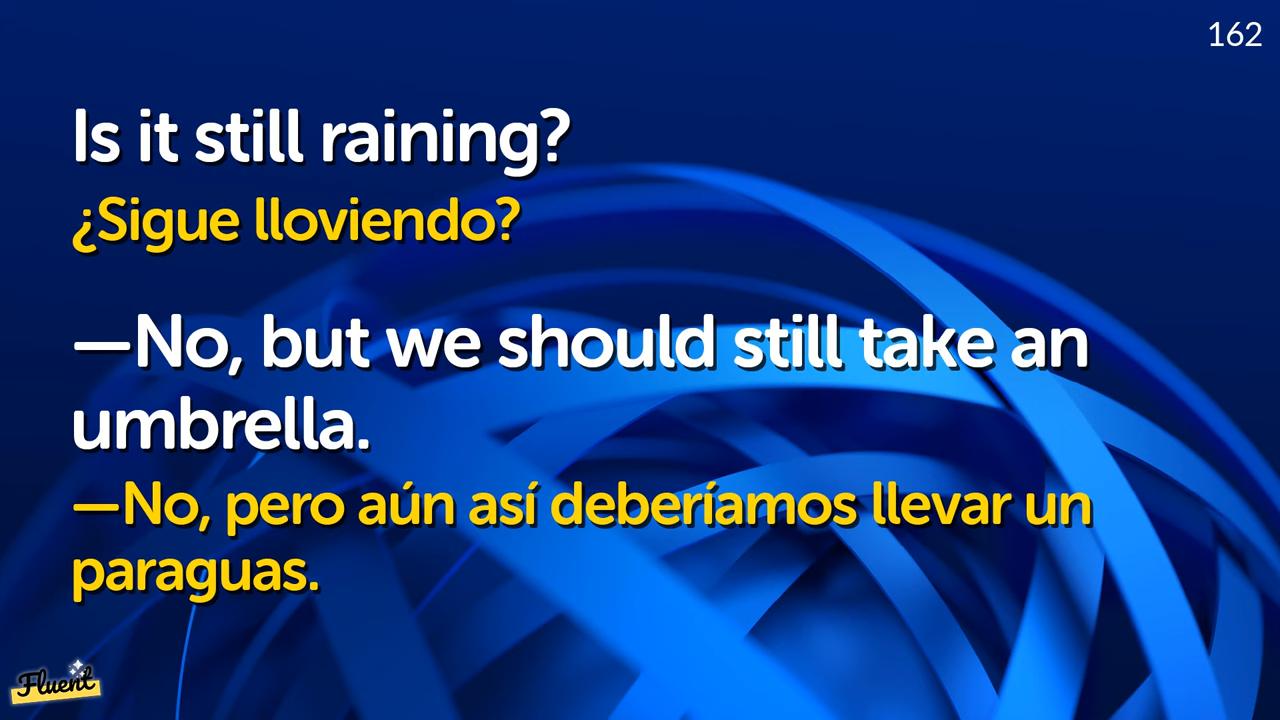 162
Is it still raining?
¿Sigue lloviendo?
—No, but we should still take an
umbrella.
—No, pero aún así deberíamos llevar un
paraguas.
Fluent